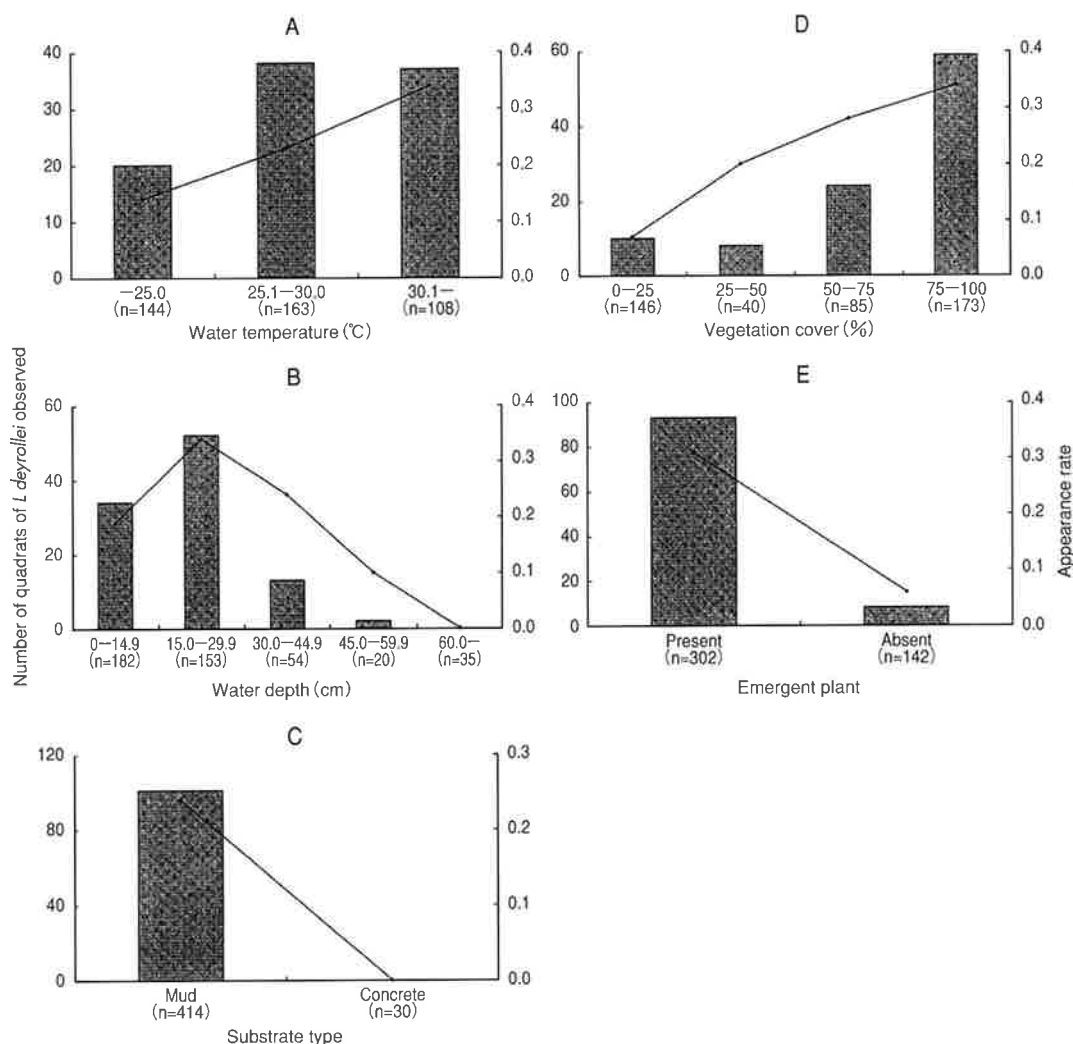 A
40
30
20
10
0
0.4
0.3
0.2
0.1
0.0
—25.0 25.1—30.0 30.1—
(n=144) (n=163) (n=108)
Water temperature (℃)
D
60
40
20
0
0.4
0.3
0.2
0.1
0.0
0—25 25—50 50—75 75—100
(n=146) (n=40) (n=85) (n=173)
Vegetation cover (%)
Number of quadrats of L deyrollei observed
B
60
40
20
0
0.4
0.3
0.2
0.1
0.0
0—14.9 15.0—29.9 30.0—44.9 45.0—59.9 60.0—
(n=182) (n=153) (n=54) (n=20) (n=35)
Water depth (cm)
E
100
80
60
40
20
0
0.4
0.3
0.2
0.1
0.0
Appearance rate
Present Absent
(n=302) (n=142)
Emergent plant
C
120
80
40
0
0.3
0.2
0.1
0.0
Mud Concrete
(n=414) (n=30)
Substrate type